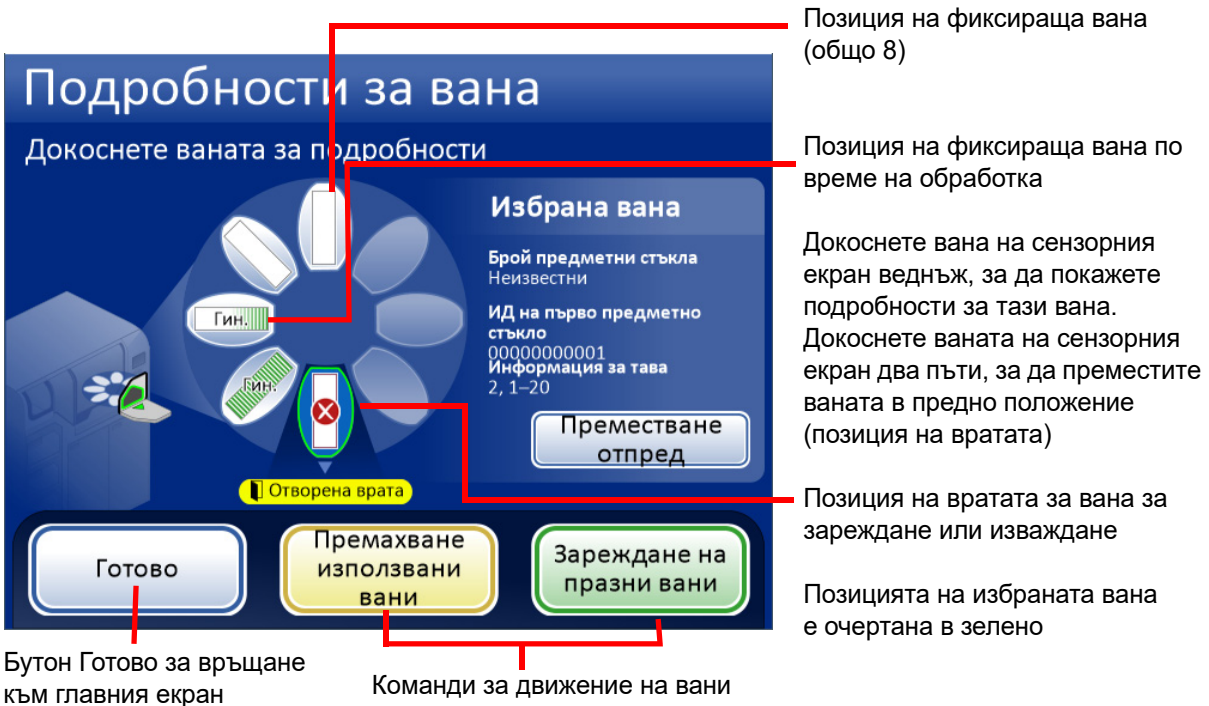 Подробности за вана
Докоснете ваната за подробности
Гин.
Гин.
Отворена врата
Избрана вана
Брой предметни стъкла
Неизвестни
ИД на първо предметно
стъкло
00000000001
Информация за тава
2, 1–20
Преместване
отпред
Готово
Премахване
използвани
вани
Зареждане на
празни вани
Позиция на фиксираща вана
(общо 8)
Позиция на фиксираща вана по
време на обработка
Докоснете вана на сензорния
екран веднъж, за да покажете
подробности за тази вана.
Докоснете ваната на сензорния
екран два пъти, за да преместите
ваната в предно положение
(позиция на вратата)
Позиция на вратата за вана за
зареждане или изваждане
Позицията на избраната вана
е очертана в зелено
Бутон Готово за връщане
към главния екран
Команди за движение на вани